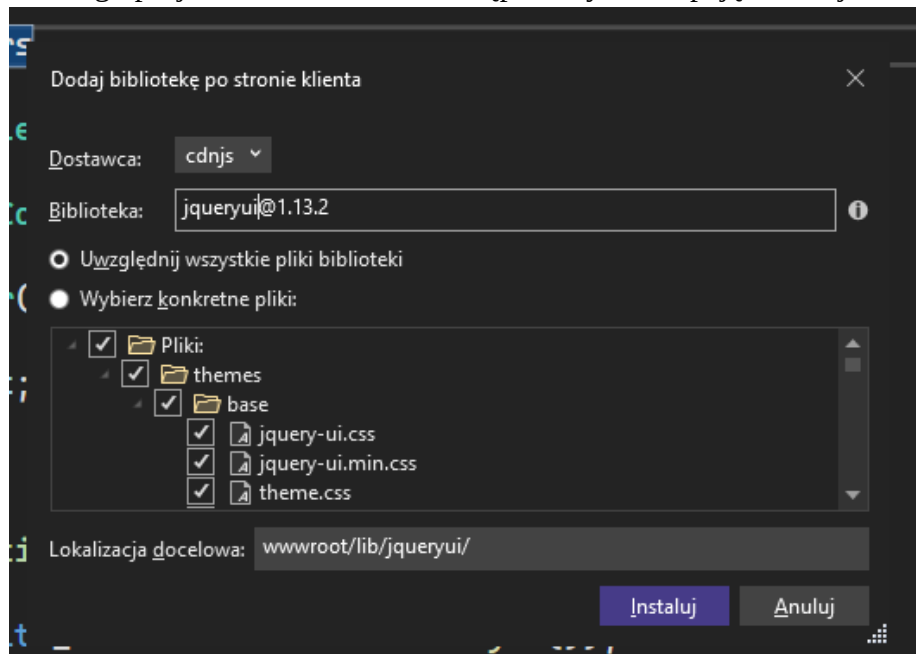 Dodaj bibliotekę po stronie klienta
Dostawca: cdnjs
Biblioteka: jqueryui@1.13.2
Uwzględnij wszystkie pliki biblioteki
Wybierz konkretne pliki:
Pliki:
themes
base
jquery-ui.css
jquery-ui.min.css
theme.css
Lokalizacja docelowa: wwwroot/lib/jqueryui/
Instaluj Anuluj